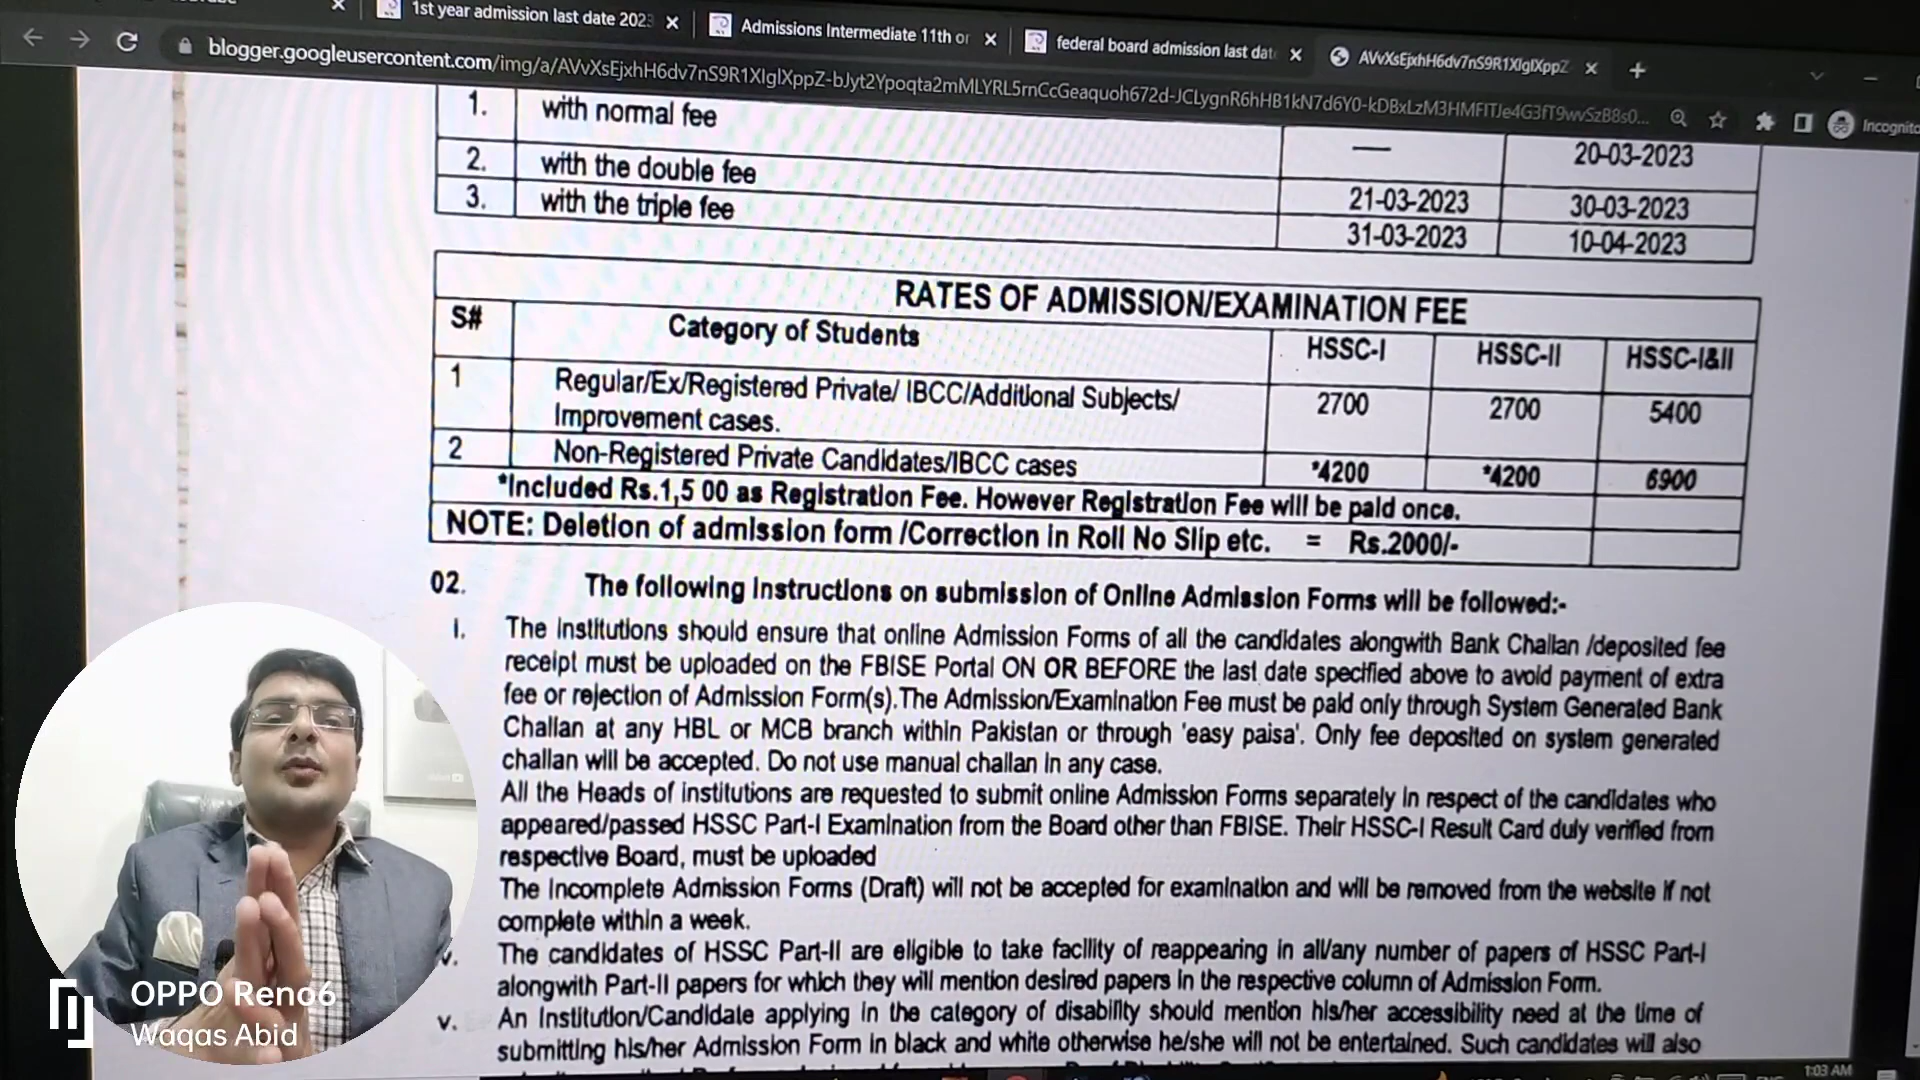 1st year admission last date 2023
Admissions Intermediate 11th or
federal board admission last date
AVvXsEjxhH6dv7nS9R1XIglXppZ
blogger.googleusercontent.com/img/a/AVvXsEjxhH6dv7nS9R1XIglXppZ-bJyt2Ypoqta2mMLYRL5rnCcGeaquoh672d-JCLygnR6hHB1kN7d6Y0-kDBxLzM3HMFITJe4G3fT9wvSzB8s0...
Incognito
1. with normal fee — 20-03-2023
2. with the double fee 21-03-2023 30-03-2023
3. with the triple fee 31-03-2023 10-04-2023
RATES OF ADMISSION/EXAMINATION FEE
S# Category of Students HSSC-I HSSC-II HSSC-I&II
1 Regular/Ex/Registered Private/ IBCC/Additional Subjects/ 2700 2700 5400
Improvement cases.
2 Non-Registered Private Candidates/IBCC cases *4200 *4200 6900
*Included Rs.1,5 00 as Registration Fee. However Registration Fee will be paid once.
NOTE: Deletion of admission form /Correction in Roll No Slip etc. = Rs.2000/-
02. The following Instructions on submission of Online Admission Forms will be followed:-
i. The institutions should ensure that online Admission Forms of all the candidates alongwith Bank Challan /deposited fee
receipt must be uploaded on the FBISE Portal ON OR BEFORE the last date specified above to avoid payment of extra
fee or rejection of Admission Form(s).The Admission/Examination Fee must be paid only through System Generated Bank
Challan at any HBL or MCB branch within Pakistan or through 'easy paisa'. Only fee deposited on system generated
challan will be accepted. Do not use manual challan in any case.
All the Heads of institutions are requested to submit online Admission Forms separately in respect of the candidates who
appeared/passed HSSC Part-I Examination from the Board other than FBISE. Their HSSC-I Result Card duly verified from
respective Board, must be uploaded
The Incomplete Admission Forms (Draft) will not be accepted for examination and will be removed from the website if not
complete within a week.
v. The candidates of HSSC Part-II are eligible to take facility of reappearing in all/any number of papers of HSSC Part-I
alongwith Part-II papers for which they will mention desired papers in the respective column of Admission Form.
v. An Institution/Candidate applying in the category of disability should mention his/her accessibility need at the time of
submitting his/her Admission Form in black and white otherwise he/she will not be entertained. Such candidates will also
OPPO Reno6
Waqas Abid
1:03 AM